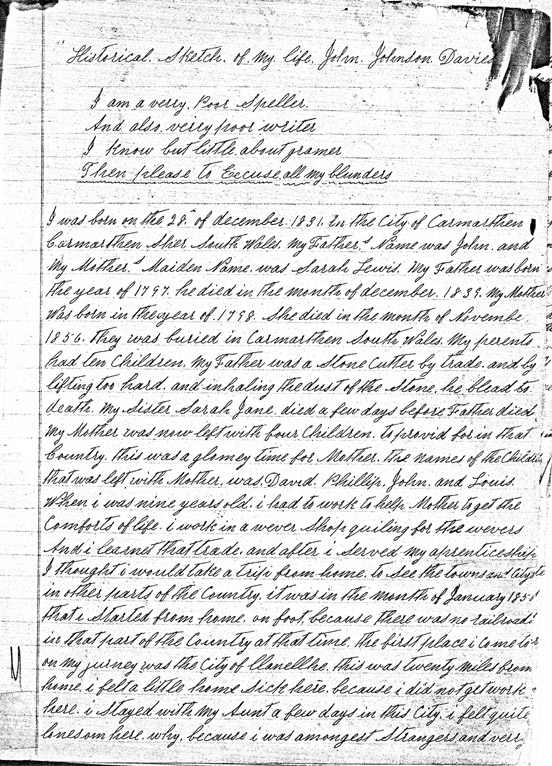 Historical. Sketch. of My. life. John. Johnson. Davies
I am a verry. Poor Speller.
And also. verry poor writer
I know but little about gramer
Then please to Excuse all my blunders
I was born on the 28th of december. 1831. In the City of Carmarthen
Carmarthen Sher South Wales My Father,s Name was John. and
My Mother,s Maiden Name. was Sarah Lewis. My Father was born
the year of 1797. he died in the month of december. 1839. My Mother
Was born in the year of. 1798. She died in the month of Novembe
1856. they was buried in Carmarthen South Wales. My perents
had ten Children. My Father was a Stone Cutter by trade. and by
lifting too hard. and inhaling the dust of the Stone. he blead to
death. My Sister Sarah Jane. died a few days before Father died
My Mother was now left with four Children. to provid for in that
Country. this was a glomey time for Mother. the names of the Children
that was left with Mother. was. David. Phillip. John. and Louis.
When i was nine years old. i had to work to help Mother to get the
Comforts of life. i work in a wever Shop quiling for the wevers
And i learnet that trade. and after i Served My aprenticeship
I thought i would take a trip from home. to See the towns and Citys
in other parts of the Country. it was in the month of January
that i Started from home. on foot. because there was no railroads
in that part of the Country at that time. the first place i Come to
on my jurney was the City of llanellhe. this was twenty miles from
home. i felt a little home Sick here. because i did not get work
here. i Stayed with My Aunt a few days in this City. i felt quite
lonesom here. why. because i was amongst Strangers and verry